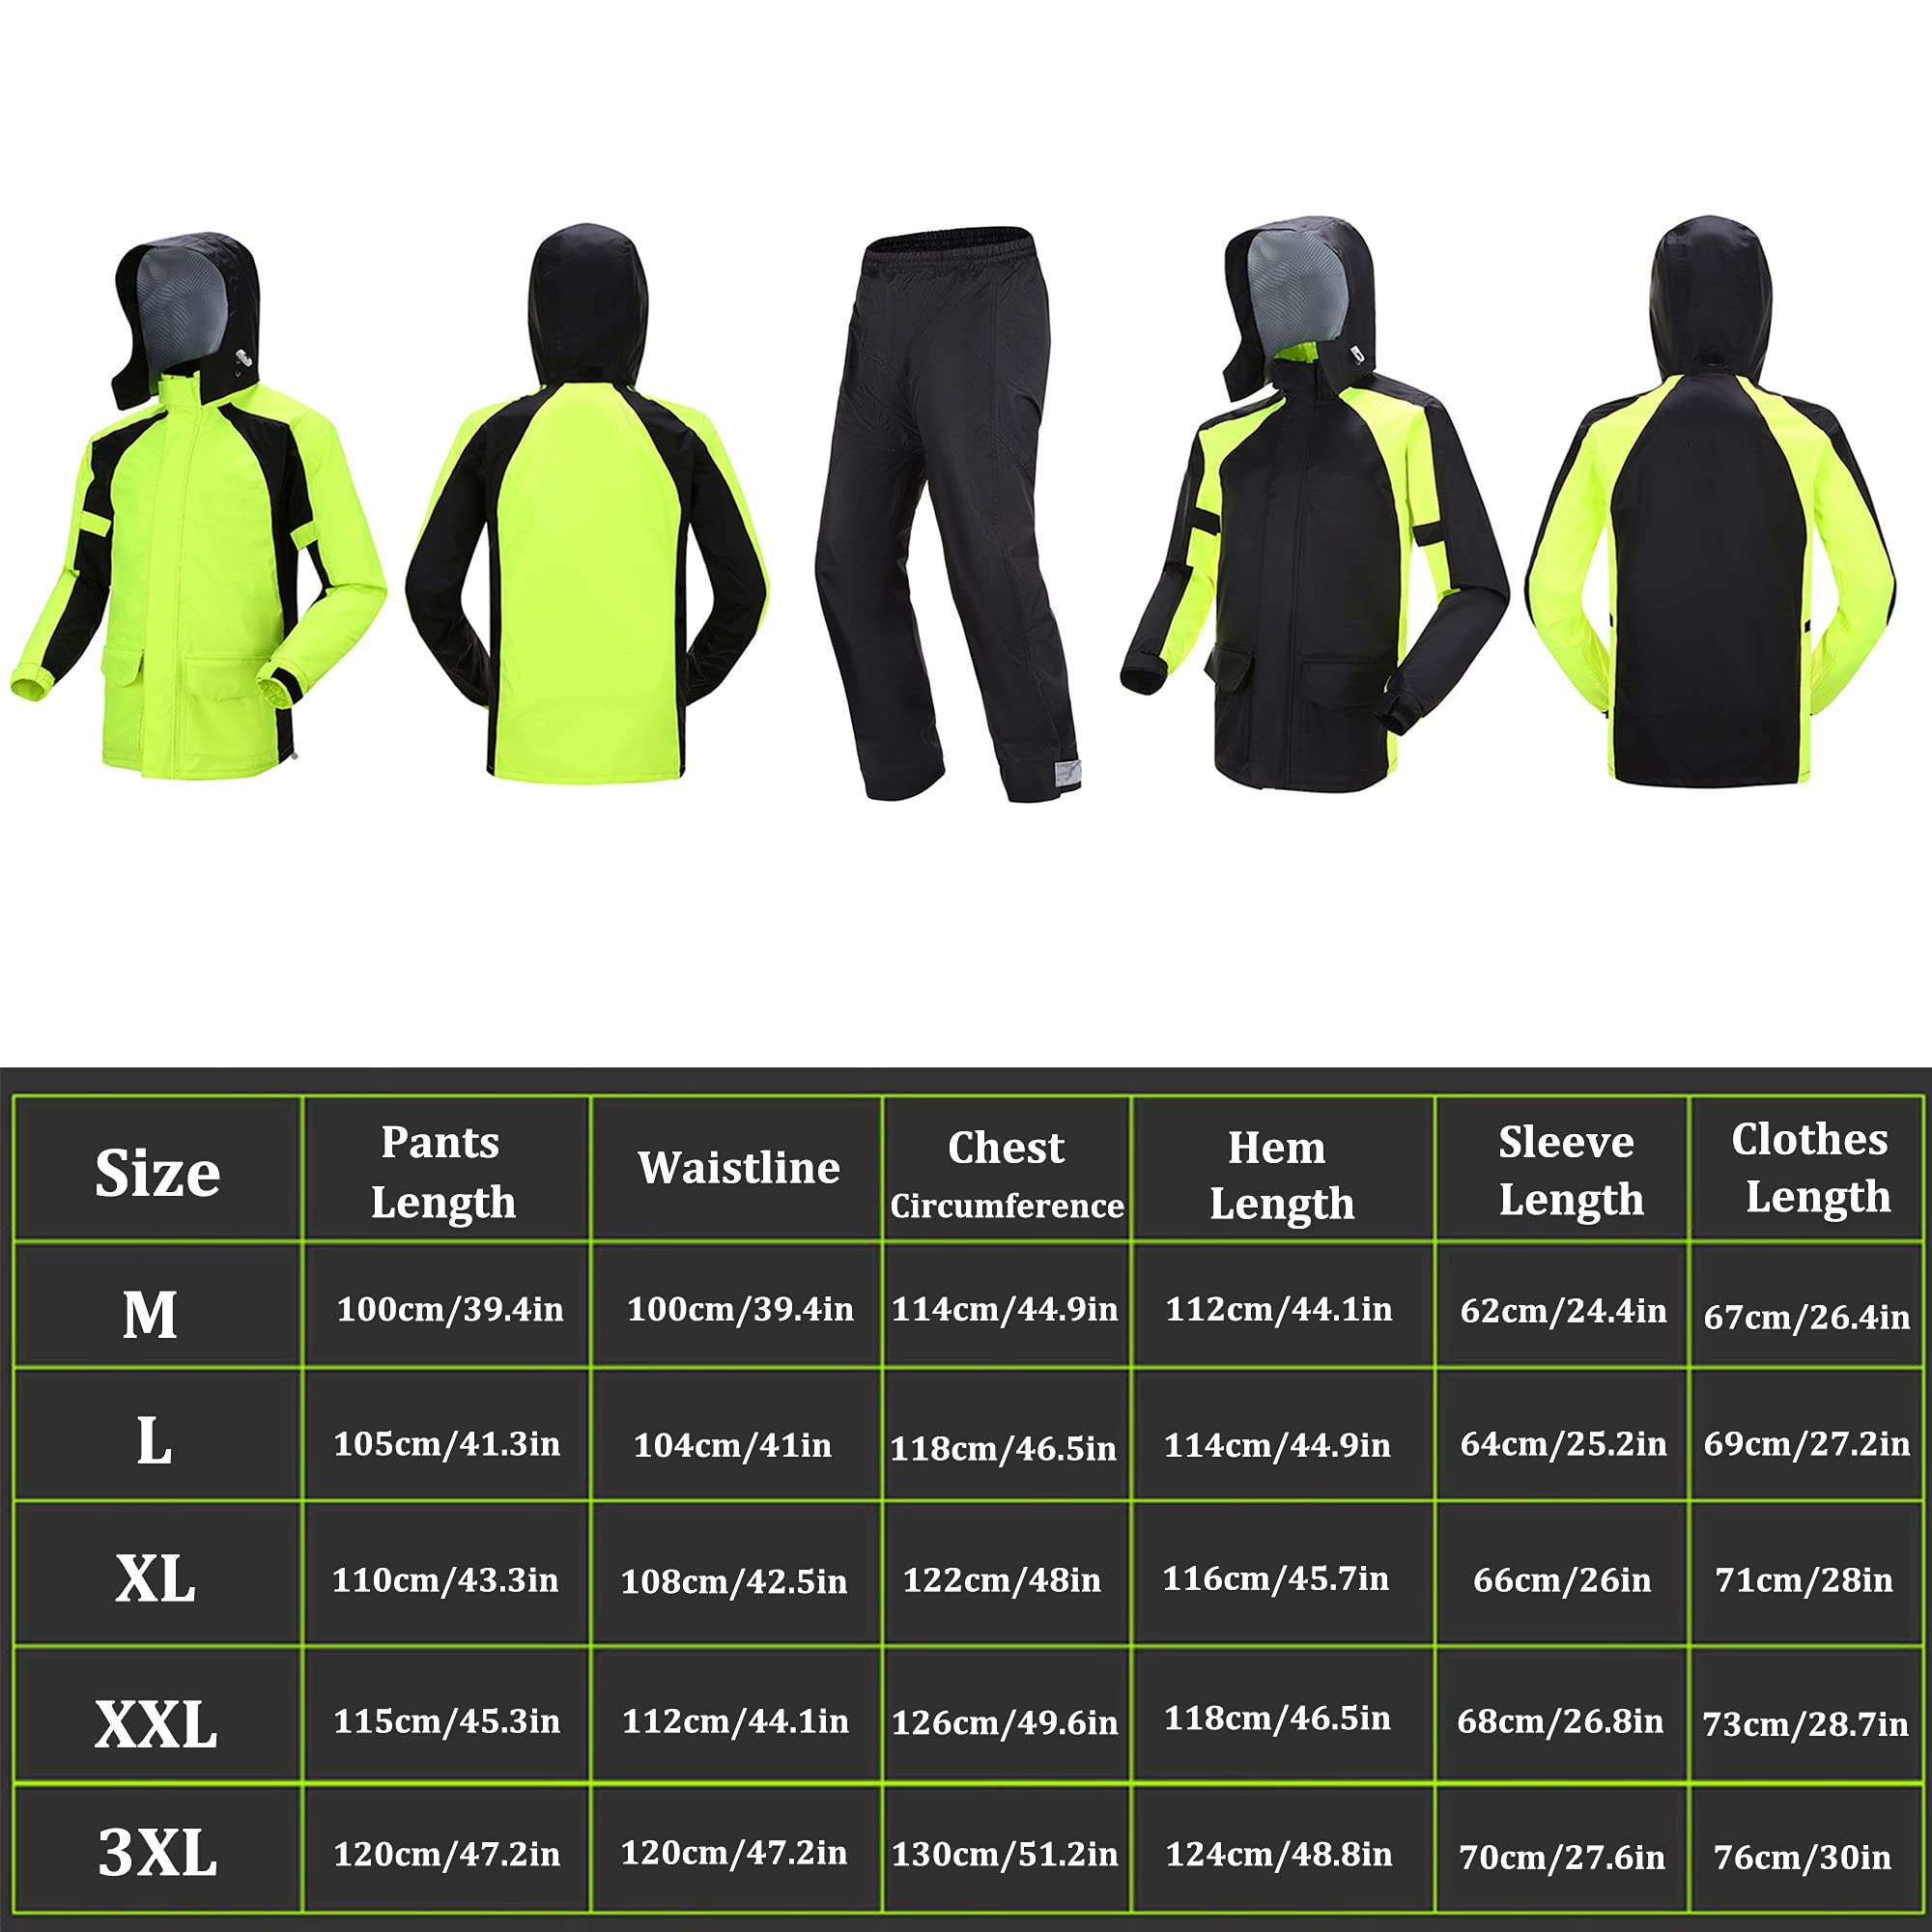 Size Pants Length Waistline Chest Circumference Hem Length Sleeve Length Clothes Length
M 100cm/39.4in 100cm/39.4in 114cm/44.9in 112cm/44.1in 62cm/24.4in 67cm/26.4in
L 105cm/41.3in 104cm/41in 118cm/46.5in 114cm/44.9in 64cm/25.2in 69cm/27.2in
XL 110cm/43.3in 108cm/42.5in 122cm/48in 116cm/45.7in 66cm/26in 71cm/28in
XXL 115cm/45.3in 112cm/44.1in 126cm/49.6in 118cm/46.5in 68cm/26.8in 73cm/28.7in
3XL 120cm/47.2in 120cm/47.2in 130cm/51.2in 124cm/48.8in 70cm/27.6in 76cm/30in